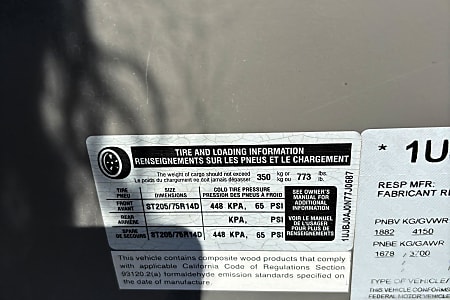 TIRE AND LOADING INFORMATION
RENSEIGNEMENTS SUR LES PNEUS ET LE CHARGEMENT
The weight of cargo should not exceed
Le poids du chargement ne doit jamais dépasser 350 kg or kg ou 773 lbs. lb.
TIRE PNEU SIZE DIMENSIONS COLD TIRE PRESSURE PRESSION DES PNEUS À FROID
FRONT AVANT ST205/75R14D 448 KPA, 65 PSI
REAR ARRIÈRE KPA, PSI
SPARE DE SECOURS ST205/75R14D 448 KPA, 65 PSI
SEE OWNER'S
MANUAL FOR
ADDITIONAL
INFORMATION
VOIR LE MANUEL
DE L'USAGER
POUR PLUS DE
RENSEIGNEMENTS
1UJBJ0AJ0N77J0687
This vehicle contains composite wood products that comply
with applicable California Code of Regulations Section
93120.2(a) formaldehyde emission standards specified on
the date of manufacture.
* 1U
RESP MFR:
FABRICANT R
PNBV KG/GVWR
1882 4150
PNBE KG/GAWR
1678 3700
TYPE OF VEHICLE/
THIS VEHICLE CONFORMS
FEDERAL MOTOR VEHIC